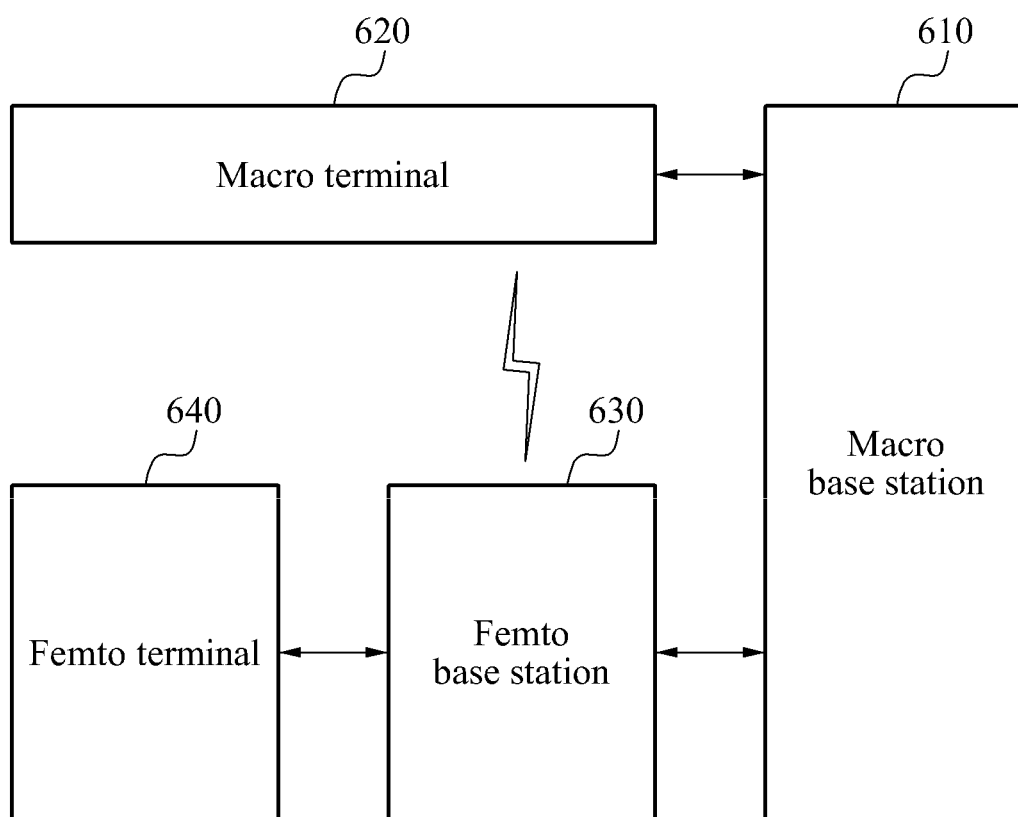 620
610
Macro terminal
640
630
Macro
base station
Femto terminal
Femto
base station